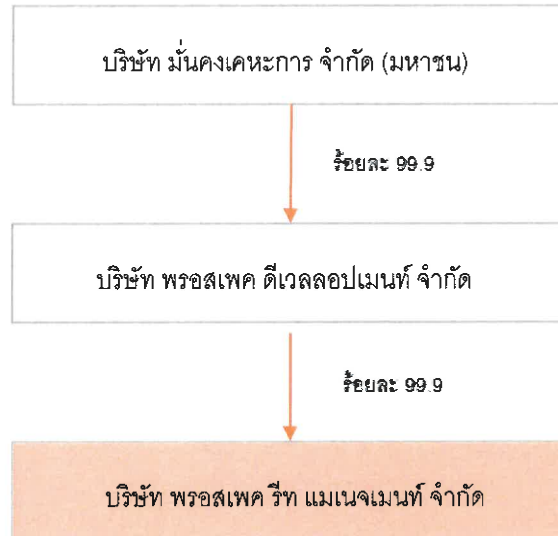 บริษัท มั่นคงเคหะการ จำกัด (มหาชน)
ร้อยละ 99.9
บริษัท พรอสเพค ดีเวลลอปเมนท์ จำกัด
ร้อยละ 99.9
บริษัท พรอสเพค รีท แมเนจเมนท์ จำกัด